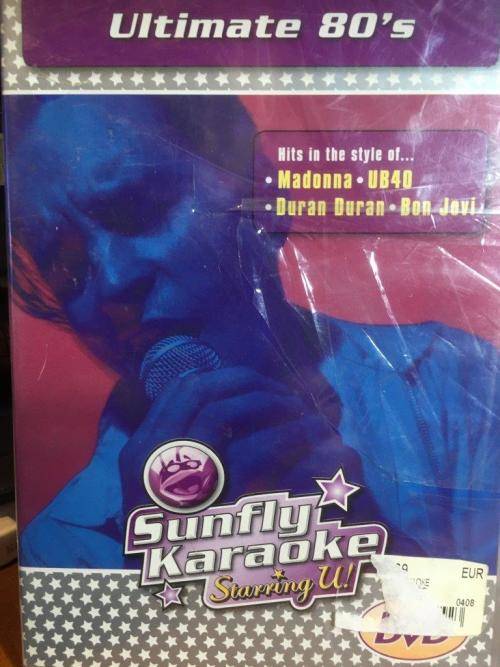 Ultimate 80's
Hits in the style of...
• Madonna • UB40
• Duran Duran • Bon Jovi
Sunfly
Karaoke
Starring U!
EUR
0408
DVD